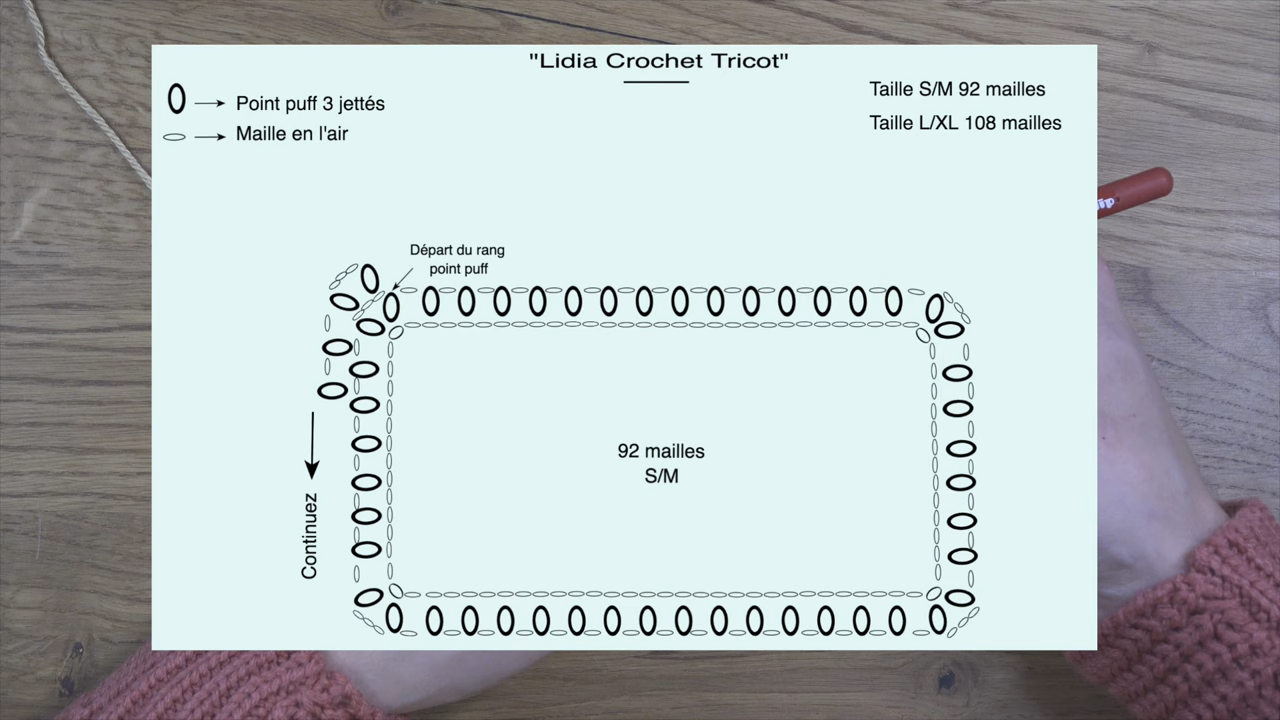 "Lidia Crochet Tricot"
Point puff 3 jettés
Maille en l'air
Taille S/M 92 mailles
Taille L/XL 108 mailles
Départ du rang
point puff
92 mailles
S/M
Continuez